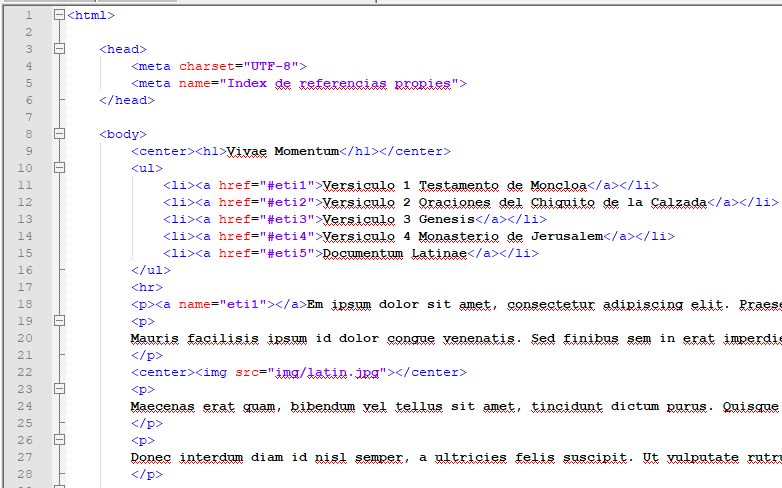 1 <html>
2
3 <head>
4 <meta charset="UTF-8">
5 <meta name="Index de referencias propies">
6 </head>
7
8 <body>
9 <center><h1>Vivae Momentum</h1></center>
10 <ul>
11 <li><a href="#eti1">Versiculo 1 Testamento de Moncloa</a></li>
12 <li><a href="#eti2">Versiculo 2 Oraciones del Chiquito de la Calzada</a></li>
13 <li><a href="#eti3">Versiculo 3 Genesis</a></li>
14 <li><a href="#eti4">Versiculo 4 Monasterio de Jerusalem</a></li>
15 <li><a href="#eti5">Documentum Latinae</a></li>
16 </ul>
17 <hr>
18 <p><a name="eti1"></a>Em ipsum dolor sit amet, consectetur adipiscing elit. Praese
19 <p>
20 Mauris facilisis ipsum id dolor congue venenatis. Sed finibus sem in erat imperdie
21 </p>
22 <center><img src="img/latin.jpg"></center>
23 <p>
24 Maecenas erat quam, bibendum vel tellus sit amet, tincidunt dictum purus. Quisque
25 </p>
26 <p>
27 Donec interdum diam id nisl semper, a ultricies felis suscipit. Ut vulputate rutru
28 </p>